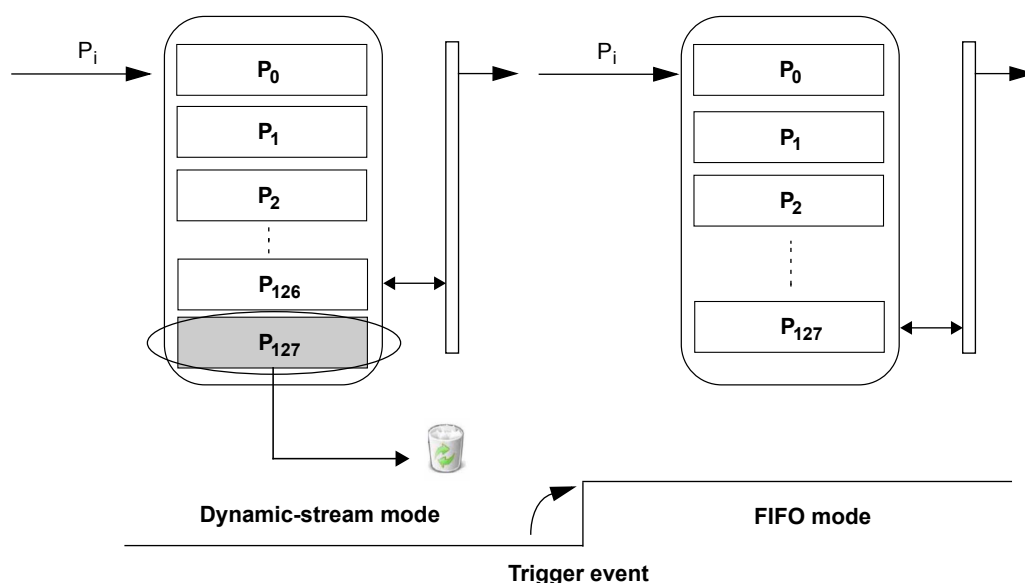 Pi
P0
P1
P2
P126
P127
Pi
P0
P1
P2
P127
Dynamic-stream mode
FIFO mode
Trigger event